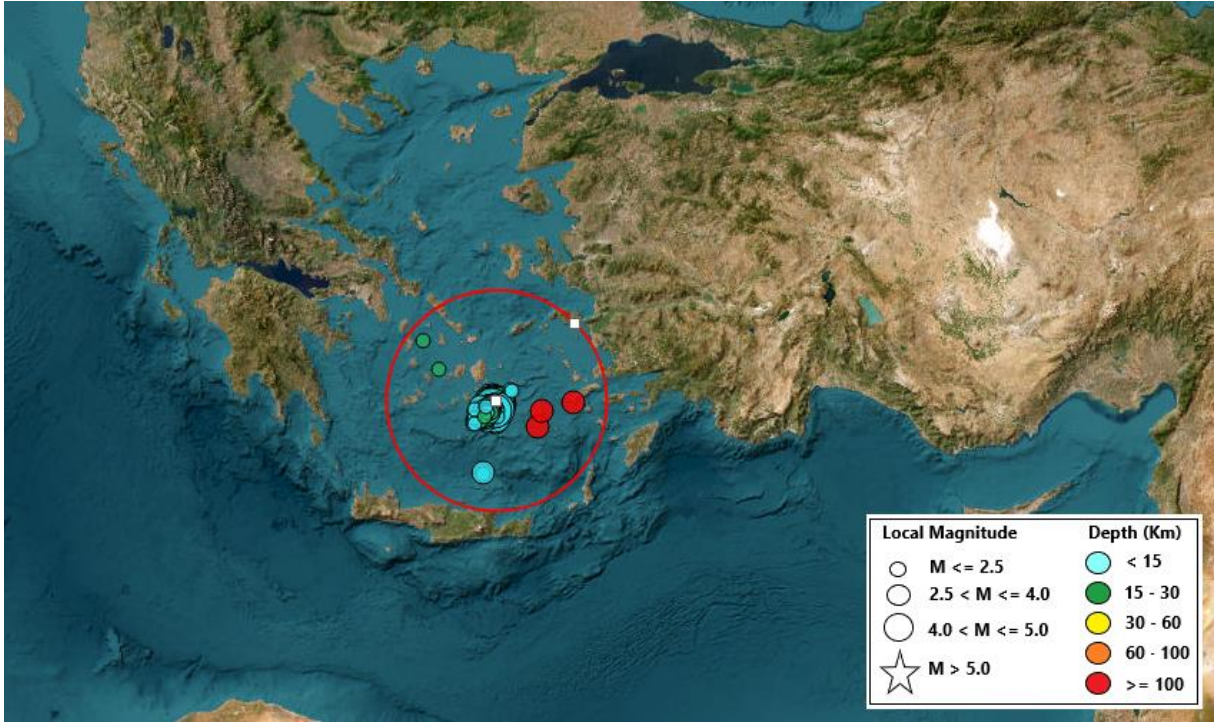 Local Magnitude
M <= 2.5
2.5 < M <= 4.0
4.0 < M <= 5.0
M > 5.0
Depth (Km)
< 15
15 - 30
30 - 60
60 - 100
>= 100